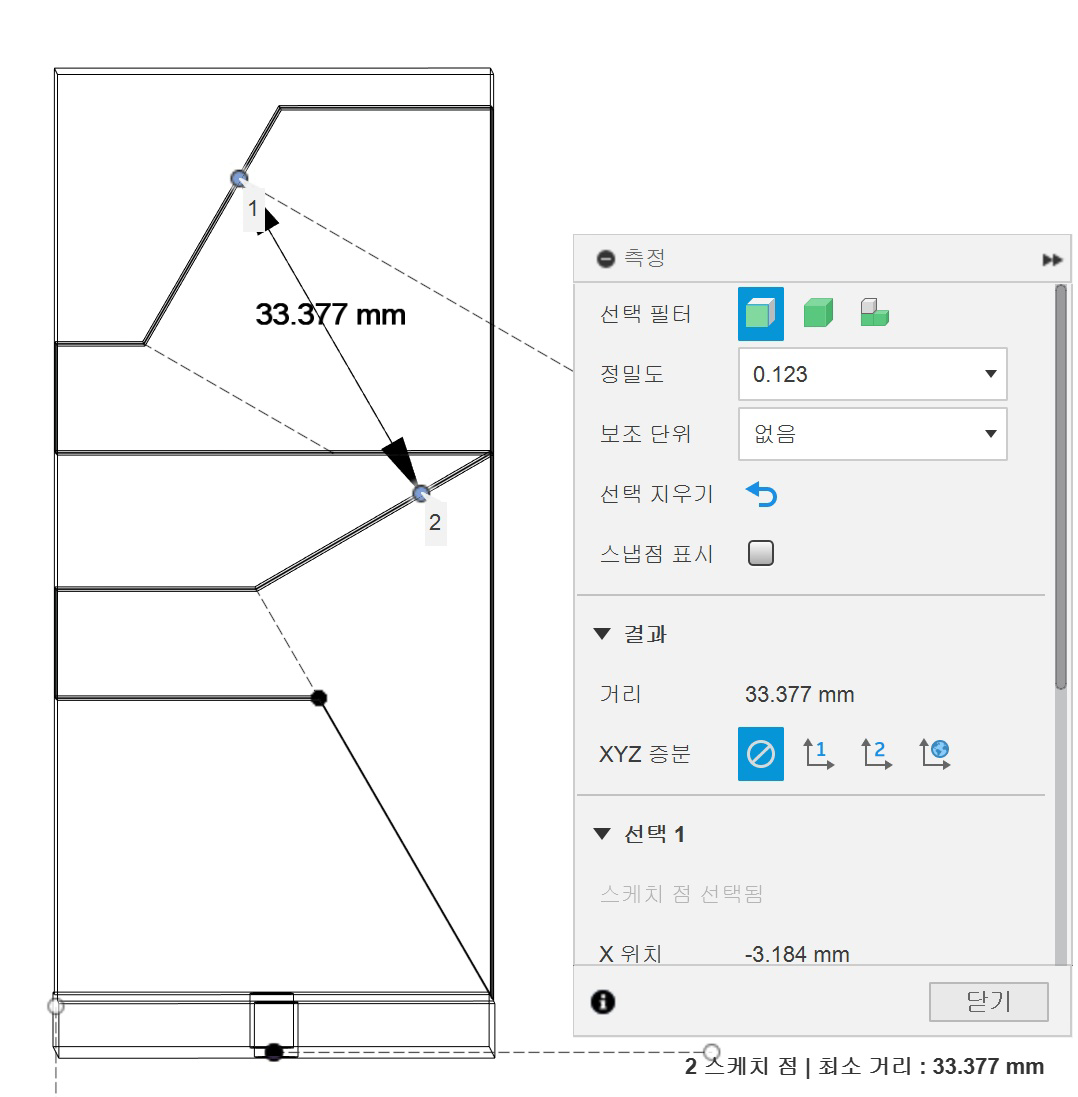 1
33.377 mm
2
측정
선택 필터
정밀도
0.123
보조 단위
없음
선택 지우기
스냅점 표시
결과
거리
33.377 mm
XYZ 증분
1
2
선택 1
스케치 점 선택됨
X 위치
-3.184 mm
닫기
2 스케치 점 | 최소 거리 : 33.377 mm